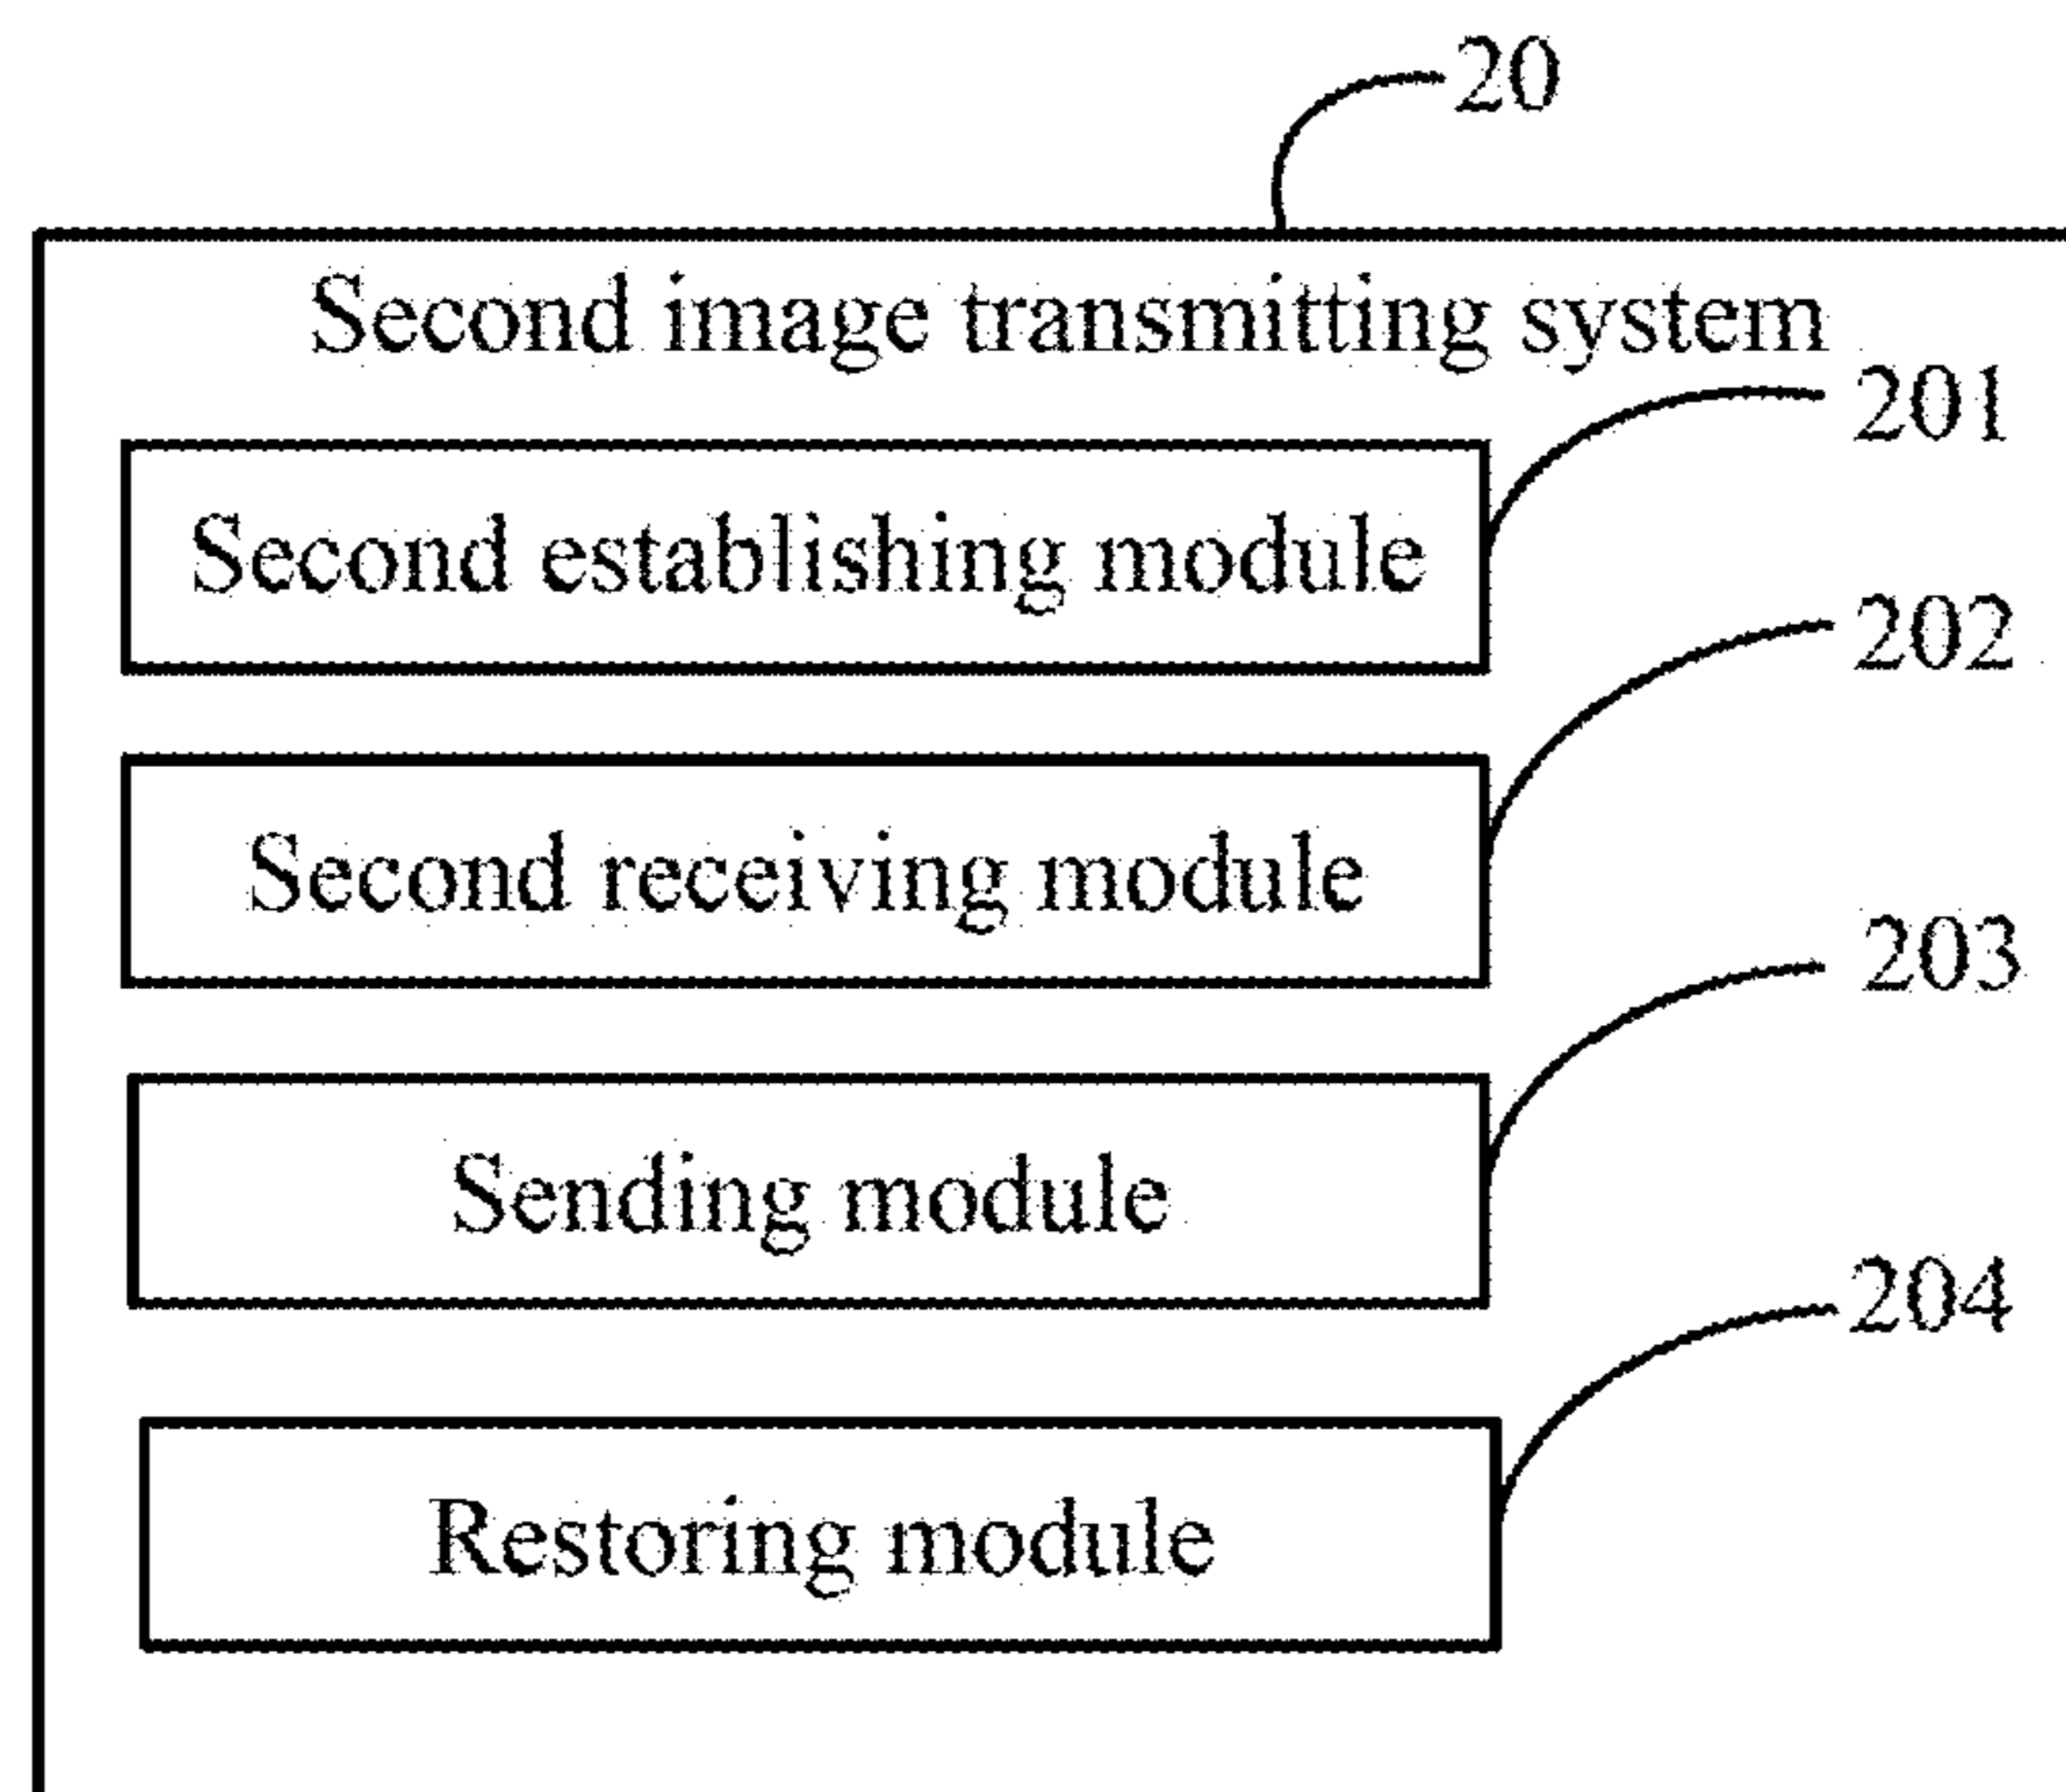 20
Second image transmitting system
201
Second establishing module
202
Second receiving module
203
Sending module
204
Restoring module